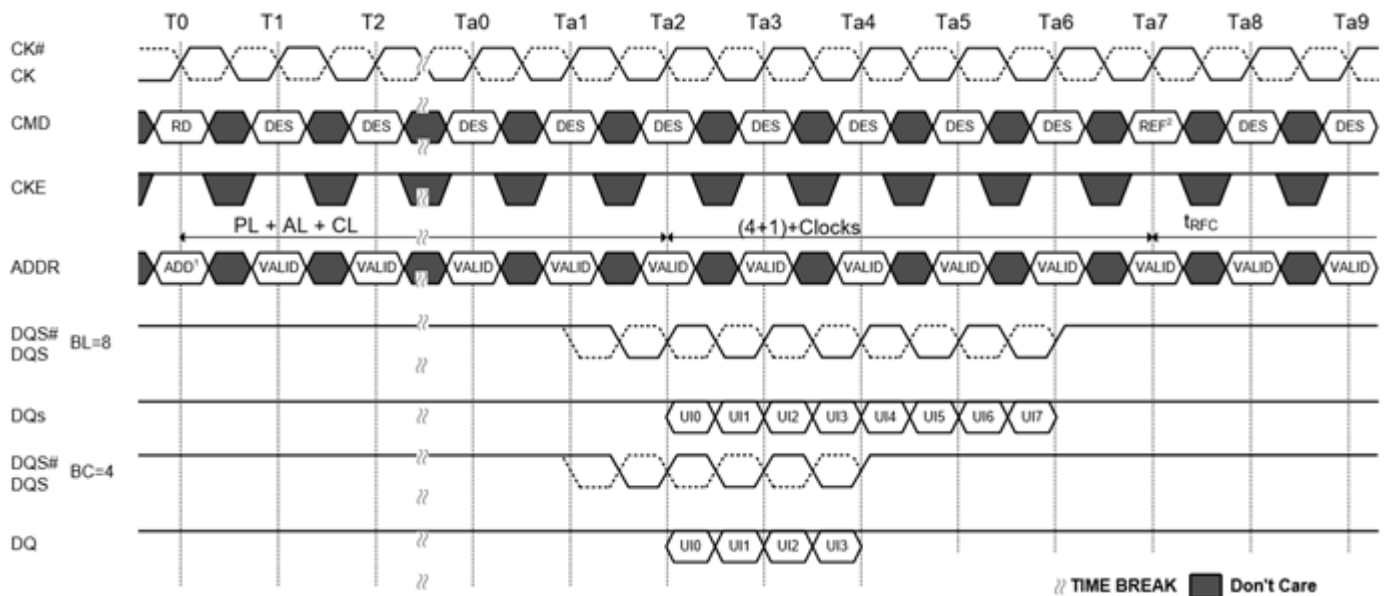 T0 T1 T2 Ta0 Ta1 Ta2 Ta3 Ta4 Ta5 Ta6 Ta7 Ta8 Ta9
CK#
CK
CMD RD DES DES DES DES DES DES DES DES DES REF² DES DES
CKE
PL + AL + CL (4+1)+Clocks tRFC
ADDR ADD¹ VALID VALID VALID VALID VALID VALID VALID VALID VALID VALID VALID VALID
DQS#
DQS BL=8
DQs UI0 UI1 UI2 UI3 UI4 UI5 UI6 UI7
DQS#
DQS BC=4
DQ UI0 UI1 UI2 UI3
TIME BREAK Don't Care